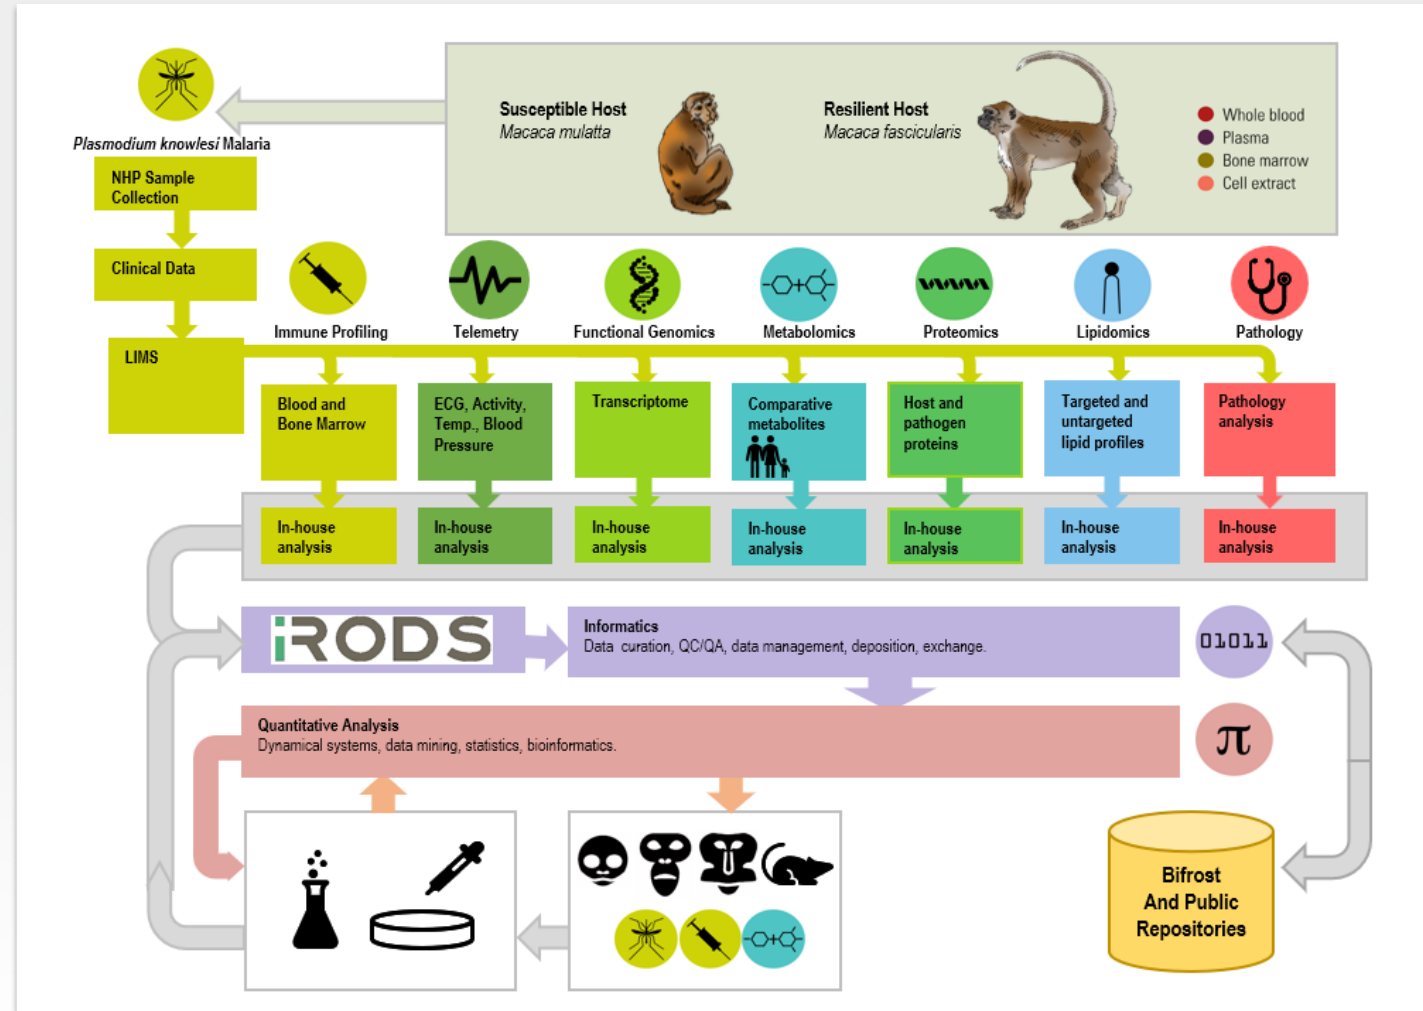 Susceptible Host
Macaca mulatta
Resilient Host
Macaca fascicularis
Whole blood
Plasma
Bone marrow
Cell extract
Plasmodium knowlesi Malaria
NHP Sample
Collection
Clinical Data
LIMS
Immune Profiling
Telemetry
Functional Genomics
Metabolomics
Proteomics
Lipidomics
Pathology
Blood and
Bone Marrow
ECG, Activity,
Temp., Blood
Pressure
Transcriptome
Comparative
metabolites
Host and
pathogen
proteins
Targeted and
untargeted
lipid profiles
Pathology
analysis
In-house
analysis
In-house
analysis
In-house
analysis
In-house
analysis
In-house
analysis
In-house
analysis
In-house
analysis
iRODS
Informatics
Data curation, QC/QA, data management, deposition, exchange.
01011
Quantitative Analysis
Dynamical systems, data mining, statistics, bioinformatics.
π
Bifrost
And Public
Repositories